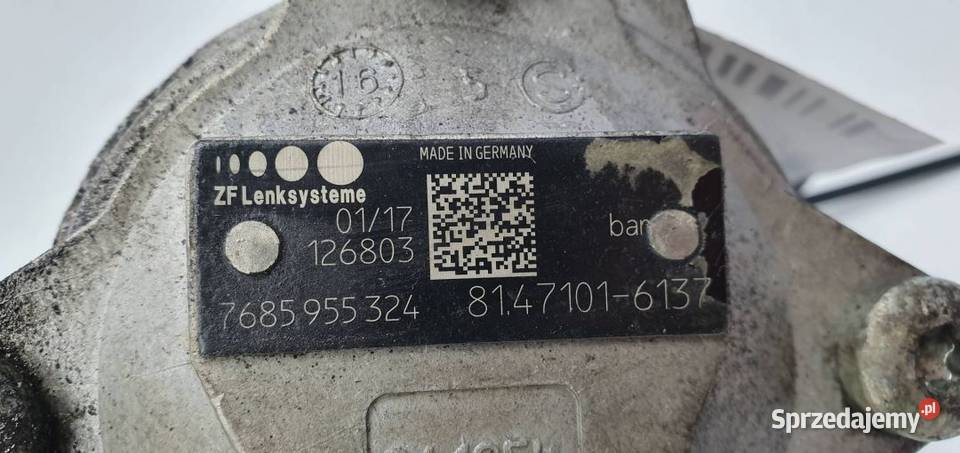 16
C
MADE IN GERMANY
ZF Lenksysteme
01/17
126803
bar
7685 955 324
81.47101-6137
Sprzedajemy.pl